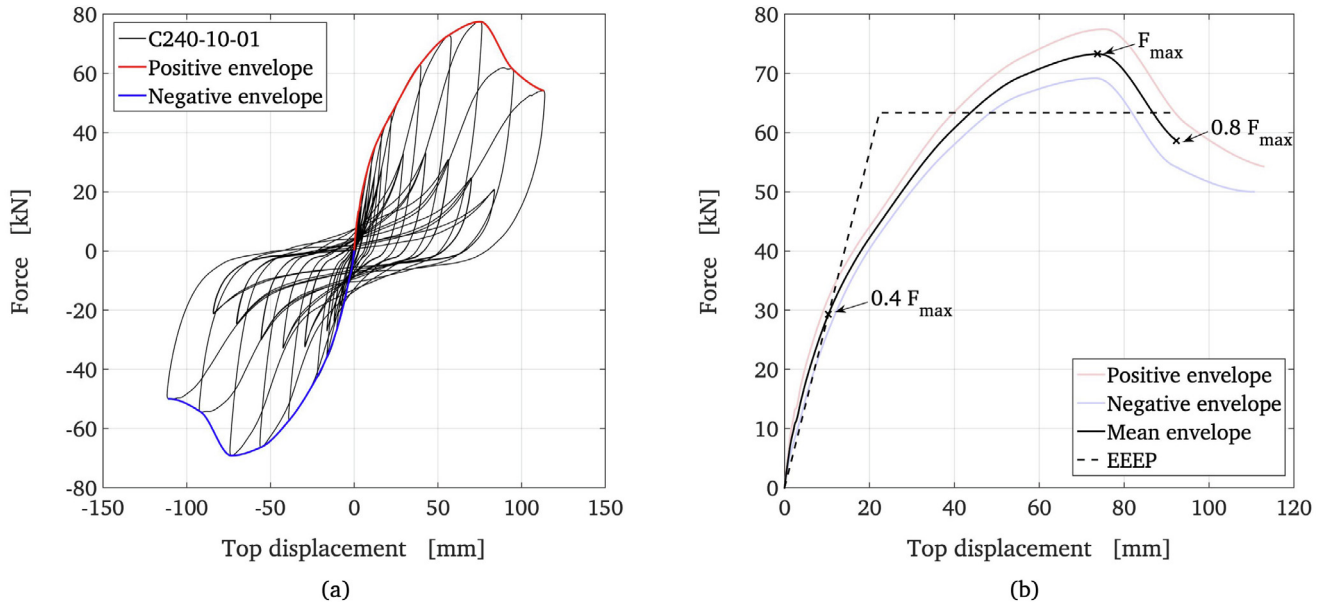 80
60
40
20
0
-20
-40
-60
-80
-150
-100
-50
0
50
100
150
Force [kN]
Top displacement [mm]
C240-10-01
Positive envelope
Negative envelope
(a)
80
70
60
50
40
30
20
10
0
0
20
40
60
80
100
120
Force [kN]
Top displacement [mm]
F_max
0.8 F_max
0.4 F_max
Positive envelope
Negative envelope
Mean envelope
EEEP
(b)